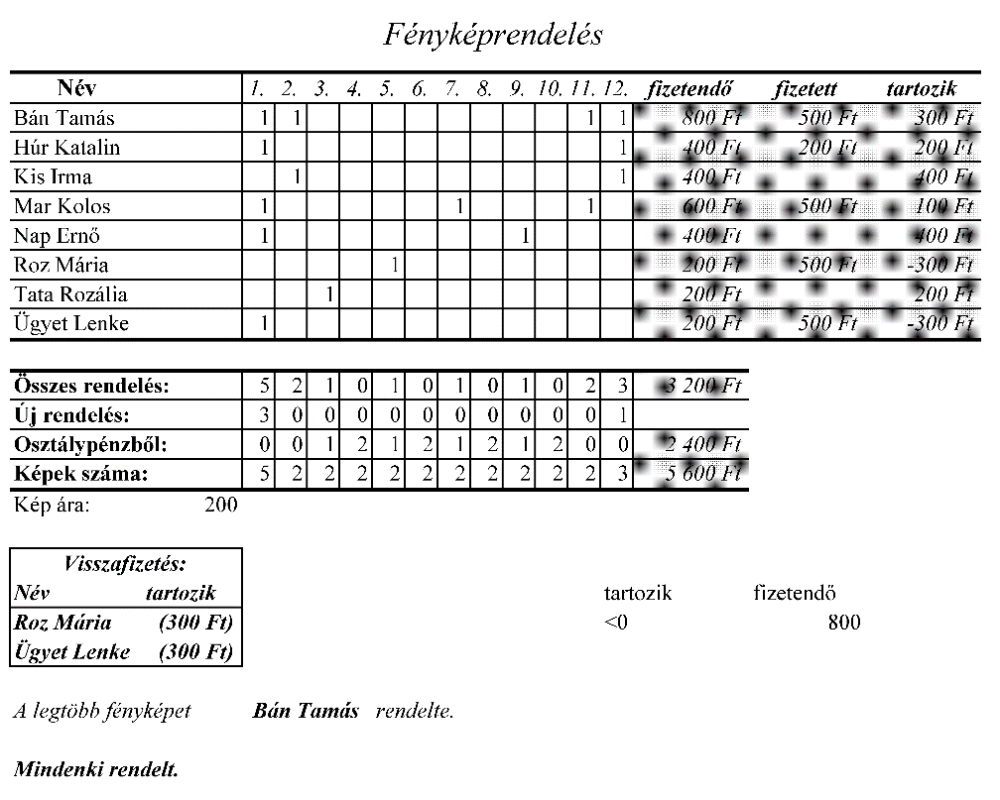 Fényképrendelés
Név 1. 2. 3. 4. 5. 6. 7. 8. 9. 10. 11. 12. fizetendő fizetett tartozik
Bán Tamás 1 1 1 1 800 Ft 500 Ft 300 Ft
Húr Katalin 1 1 400 Ft 200 Ft 200 Ft
Kis Irma 1 1 400 Ft 400 Ft
Mar Kolos 1 1 1 600 Ft 500 Ft 100 Ft
Nap Ernő 1 1 400 Ft 400 Ft
Roz Mária 1 200 Ft 500 Ft -300 Ft
Tata Rozália 1 200 Ft 200 Ft
Ügyet Lenke 1 200 Ft 500 Ft -300 Ft
Összes rendelés: 5 2 1 0 1 0 1 0 1 0 2 3 3 200 Ft
Új rendelés: 3 0 0 0 0 0 0 0 0 0 0 1
Osztálypénzből: 0 0 1 2 1 2 1 2 1 2 0 0 2 400 Ft
Képek száma: 5 2 2 2 2 2 2 2 2 2 2 3 5 600 Ft
Kép ára: 200
Visszafizetés:
Név tartozik
Roz Mária (300 Ft)
Ügyet Lenke (300 Ft)
tartozik fizetendő
<0 800
A legtöbb fényképet Bán Tamás rendelte.
Mindenki rendelt.